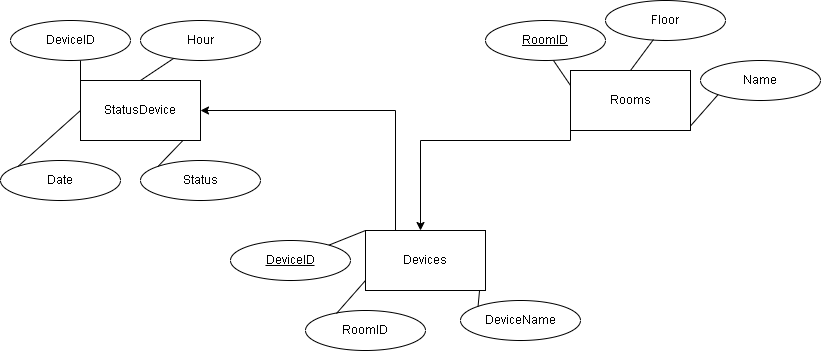 DeviceID
Hour
RoomID
Floor
StatusDevice
Rooms
Name
Date
Status
DeviceID
Devices
RoomID
DeviceName